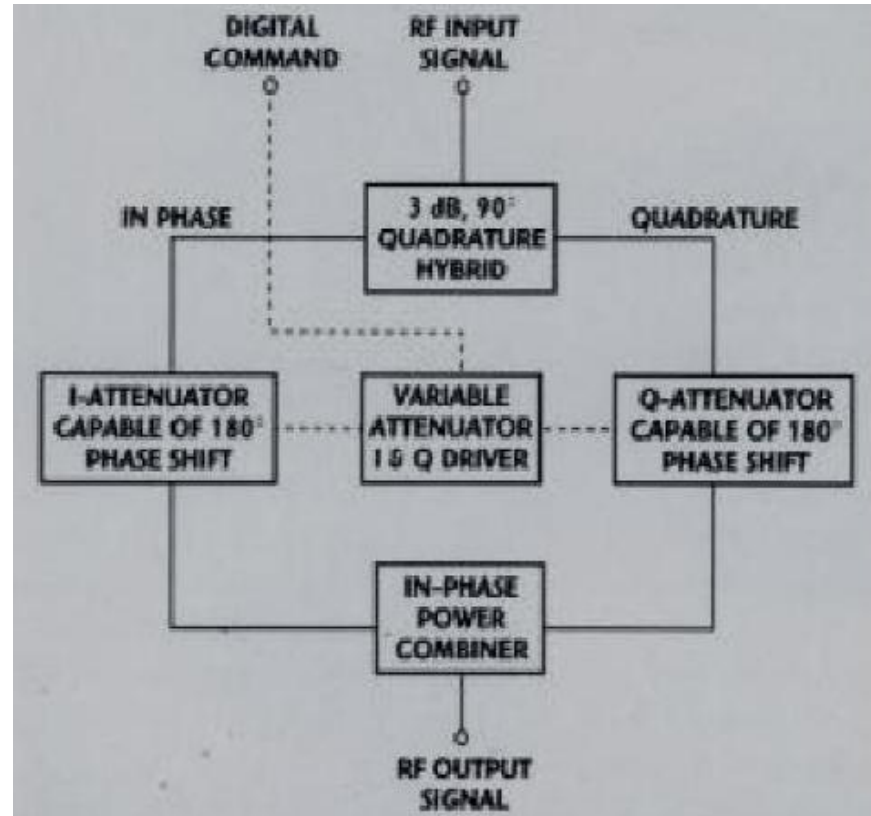 DIGITAL
COMMAND
RF INPUT
SIGNAL
IN PHASE
3 dB, 90°
QUADRATURE
HYBRID
QUADRATURE
I-ATTENUATOR
CAPABLE OF 180°
PHASE SHIFT
VARIABLE
ATTENUATOR
I & Q DRIVER
Q-ATTENUATOR
CAPABLE OF 180°
PHASE SHIFT
IN-PHASE
POWER
COMBINER
RF OUTPUT
SIGNAL